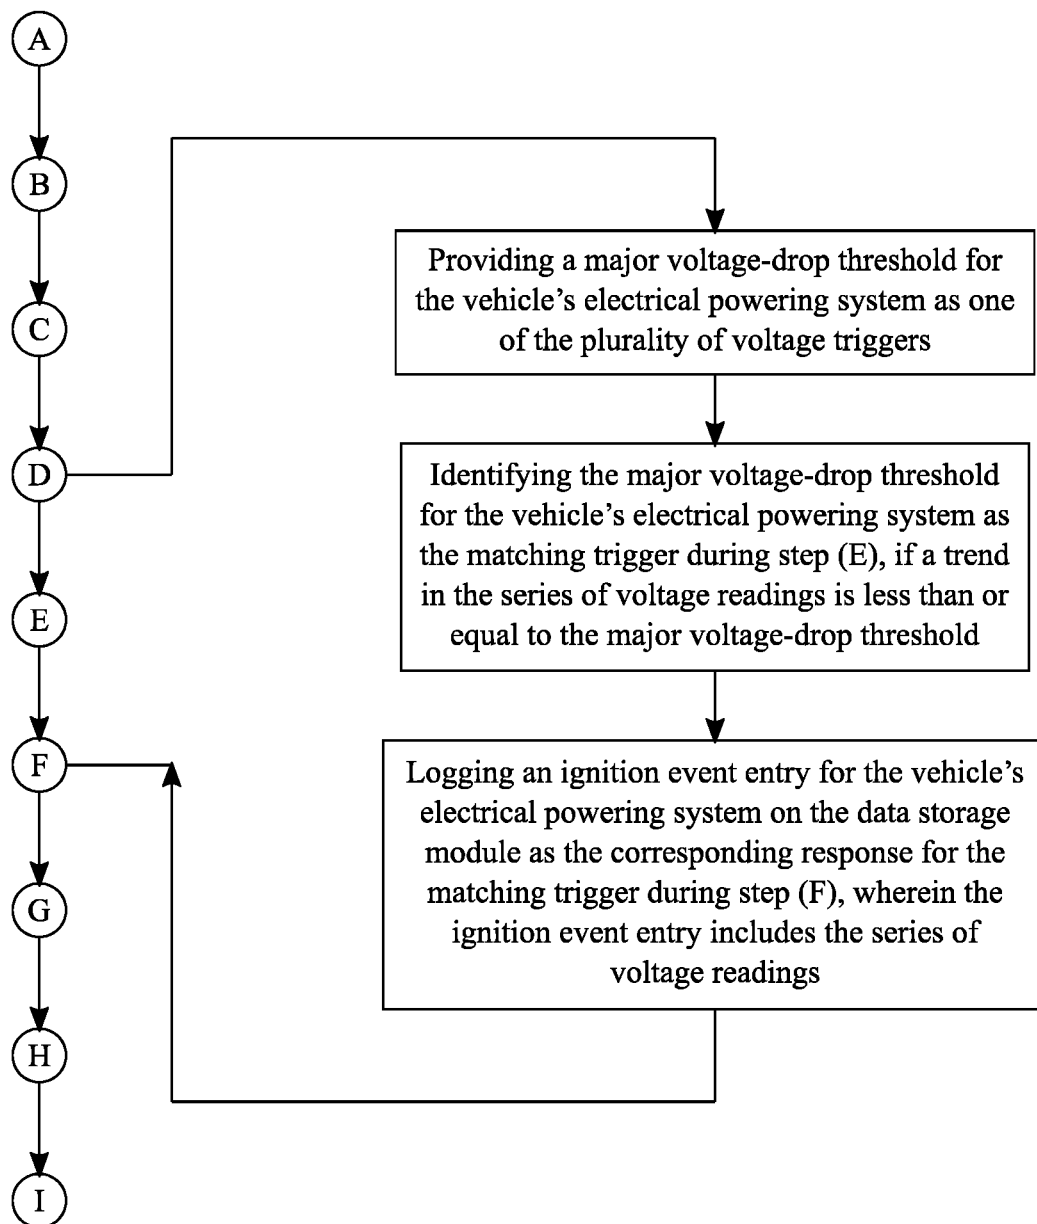 A
B
C
D
E
F
G
H
I
Providing a major voltage-drop threshold for
the vehicle’s electrical powering system as one
of the plurality of voltage triggers
Identifying the major voltage-drop threshold
for the vehicle’s electrical powering system as
the matching trigger during step (E), if a trend
in the series of voltage readings is less than or
equal to the major voltage-drop threshold
Logging an ignition event entry for the vehicle’s
electrical powering system on the data storage
module as the corresponding response for the
matching trigger during step (F), wherein the
ignition event entry includes the series of
voltage readings